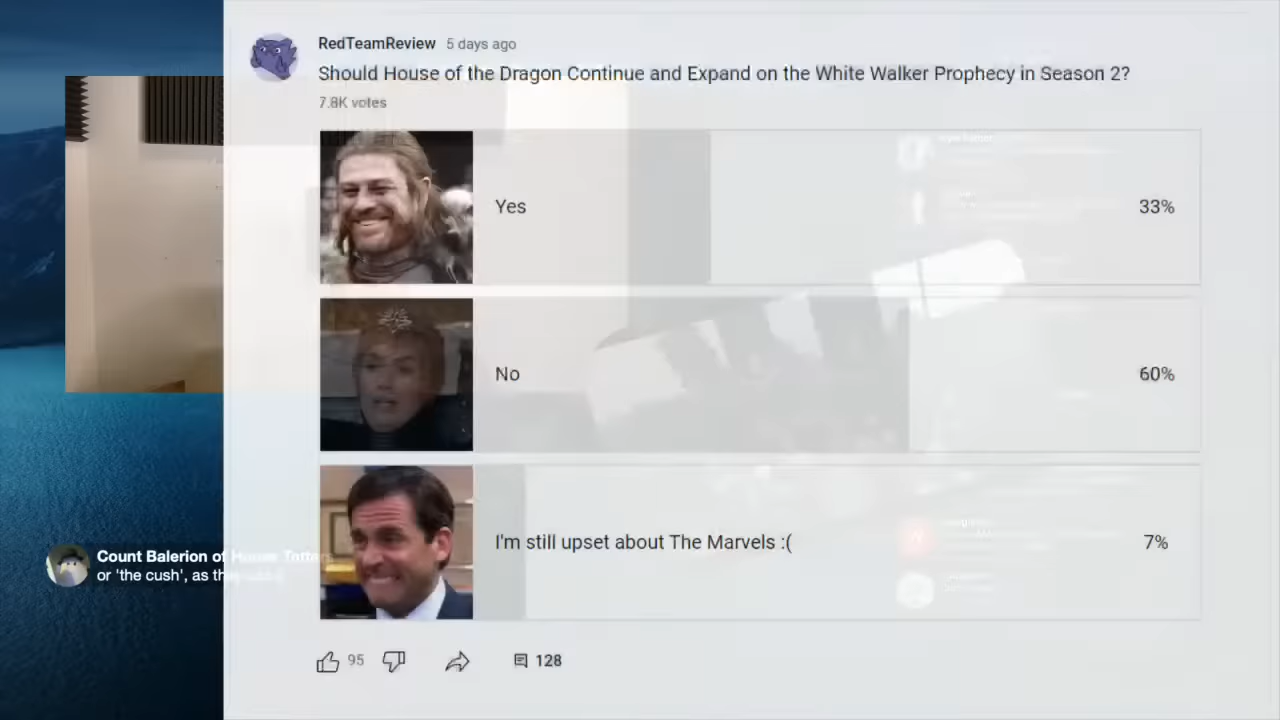 RedTeamReview 5 days ago
Should House of the Dragon Continue and Expand on the White Walker Prophecy in Season 2?
7.8K votes
Yes 33%
No 60%
I'm still upset about The Marvels :( 7%
Count Balerion of House
or 'the cush', as
95 128